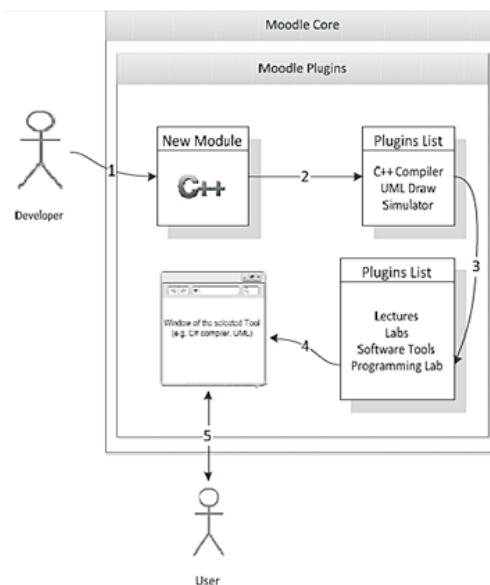 Moodle Core
Moodle Plugins
New Module
C++
Plugins List
C++ Compiler
UML Draw
Simulator
1
2
Developer
3
Plugins List
Lectures
Labs
Software Tools
Programming Lab
Window of the selected Tool
(e.g. C# compiler, UML)
4
5
User